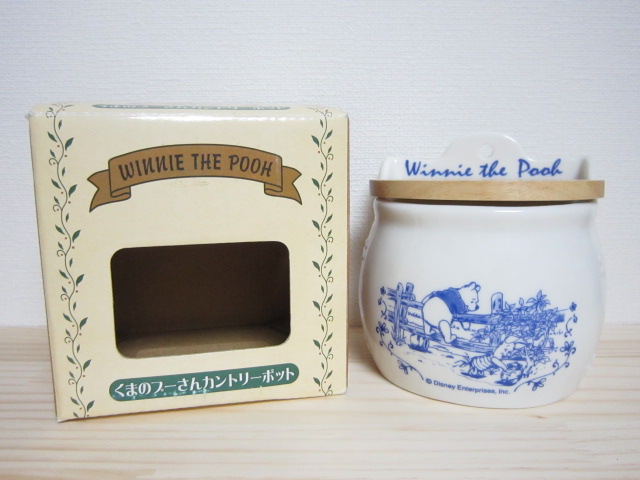 WINNIE THE POOH
くまのプーさんカントリーポット
Winnie the Pooh
© Disney Enterprises, Inc.